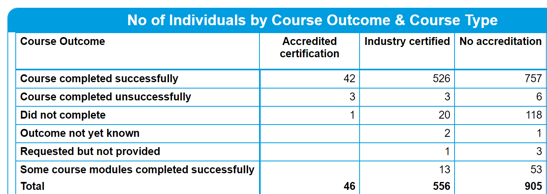 No of Individuals by Course Outcome & Course Type
Course Outcome Accredited certification Industry certified No accreditation
Course completed successfully 42 526 757
Course completed unsuccessfully 3 3 6
Did not complete 1 20 118
Outcome not yet known 2 1
Requested but not provided 1 3
Some course modules completed successfully 13 53
Total 46 556 905